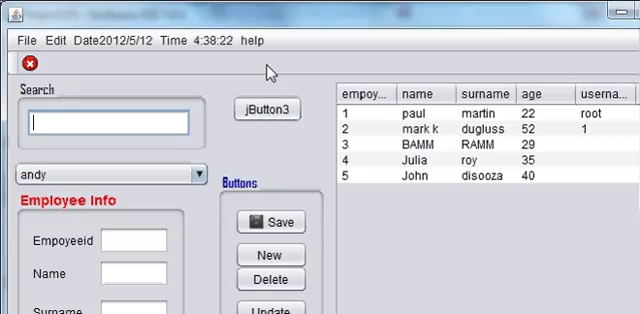 File Edit Date2012/5/12 Time 4:38:22 help
Search
jButton3
andy
Employee Info
Empoyeeid
Name
Surname
Buttons
Save
New
Delete
Update
empoy... name surname age userna...
1 paul martin 22 root
2 mark k dugluss 52 1
3 BAMM RAMM 29
4 Julia roy 35
5 John disooza 40